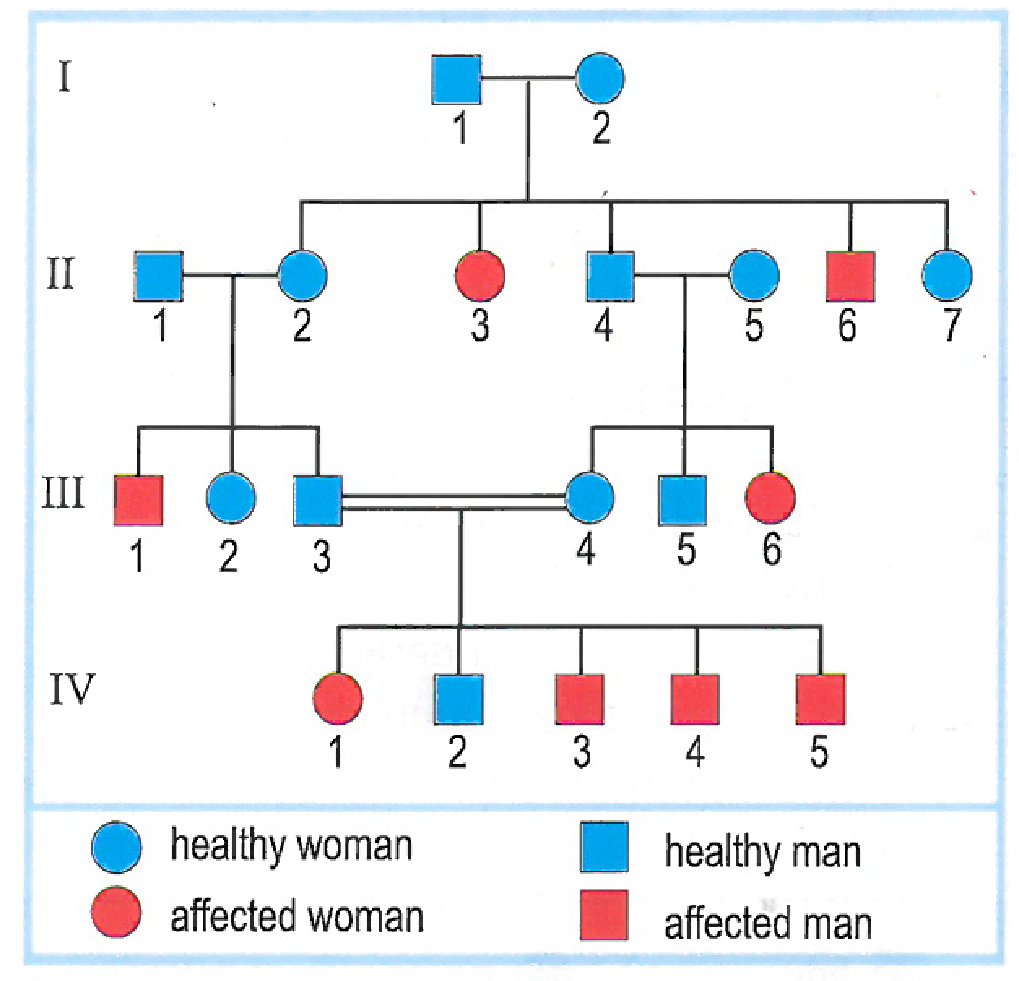 I
1 2
II
1 2 3 4 5 6 7
III
1 2 3 4 5 6
IV
1 2 3 4 5
healthy woman healthy man
affected woman affected man